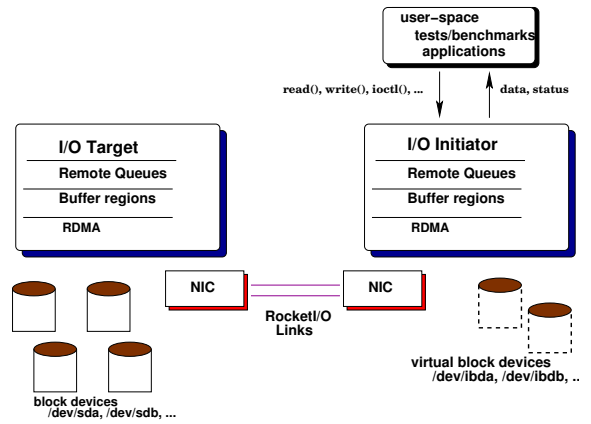 user-space
tests/benchmarks
applications
read(), write(), ioctl(), ...
data, status
I/O Target
Remote Queues
Buffer regions
RDMA
I/O Initiator
Remote Queues
Buffer regions
RDMA
NIC
NIC
RocketI/O
Links
block devices
/dev/sda, /dev/sdb, ...
virtual block devices
/dev/ibda, /dev/ibdb, ..